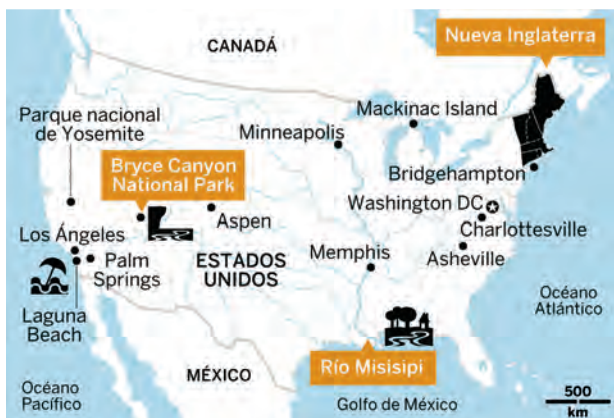 CANADÁ
Nueva Inglaterra
Parque nacional
de Yosemite
Minneapolis
Mackinac Island
Bryce Canyon
National Park
Bridgehampton
Washington DC
Aspen
Charlottesville
Los Ángeles
Palm
Springs
ESTADOS
UNIDOS
Memphis
Asheville
Laguna
Beach
Océano
Atlántico
MÉXICO
Río Misisipi
Océano
Pacífico
Golfo de México
500
km